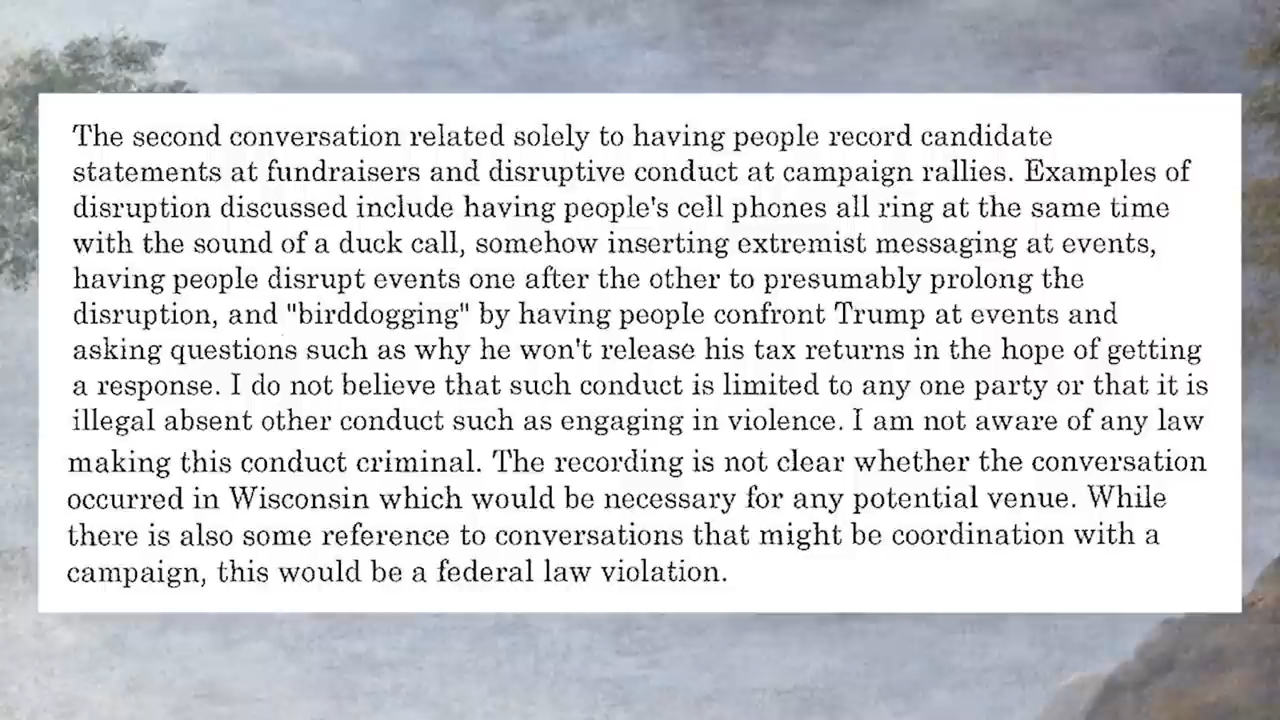 The second conversation related solely to having people record candidate
statements at fundraisers and disruptive conduct at campaign rallies. Examples of
disruption discussed include having people's cell phones all ring at the same time
with the sound of a duck call, somehow inserting extremist messaging at events,
having people disrupt events one after the other to presumably prolong the
disruption, and "birddogging" by having people confront Trump at events and
asking questions such as why he won't release his tax returns in the hope of getting
a response. I do not believe that such conduct is limited to any one party or that it is
illegal absent other conduct such as engaging in violence. I am not aware of any law
making this conduct criminal. The recording is not clear whether the conversation
occurred in Wisconsin which would be necessary for any potential venue. While
there is also some reference to conversations that might be coordination with a
campaign, this would be a federal law violation.